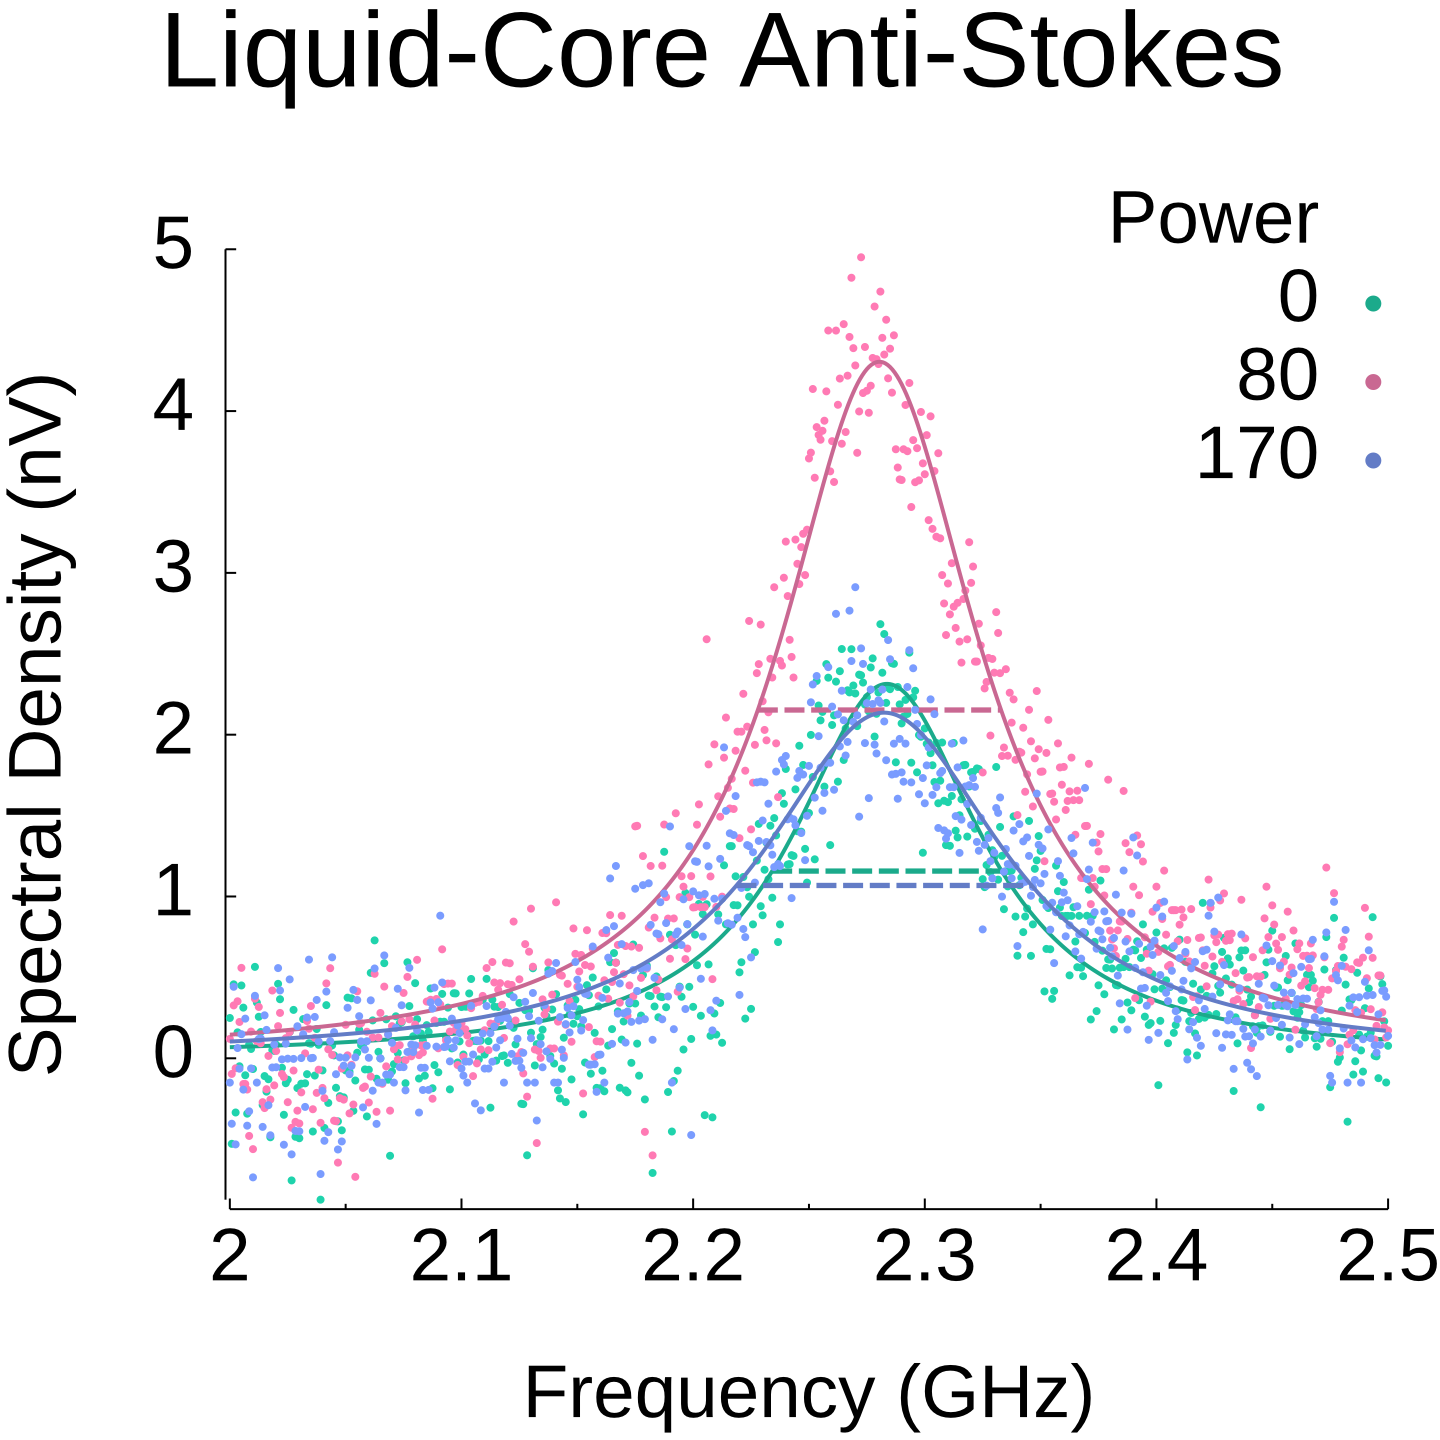 Liquid-Core Anti-Stokes
Power
0
80
170
Spectral Density (nV)
5
4
3
2
1
0
2 2.1 2.2 2.3 2.4 2.5
Frequency (GHz)